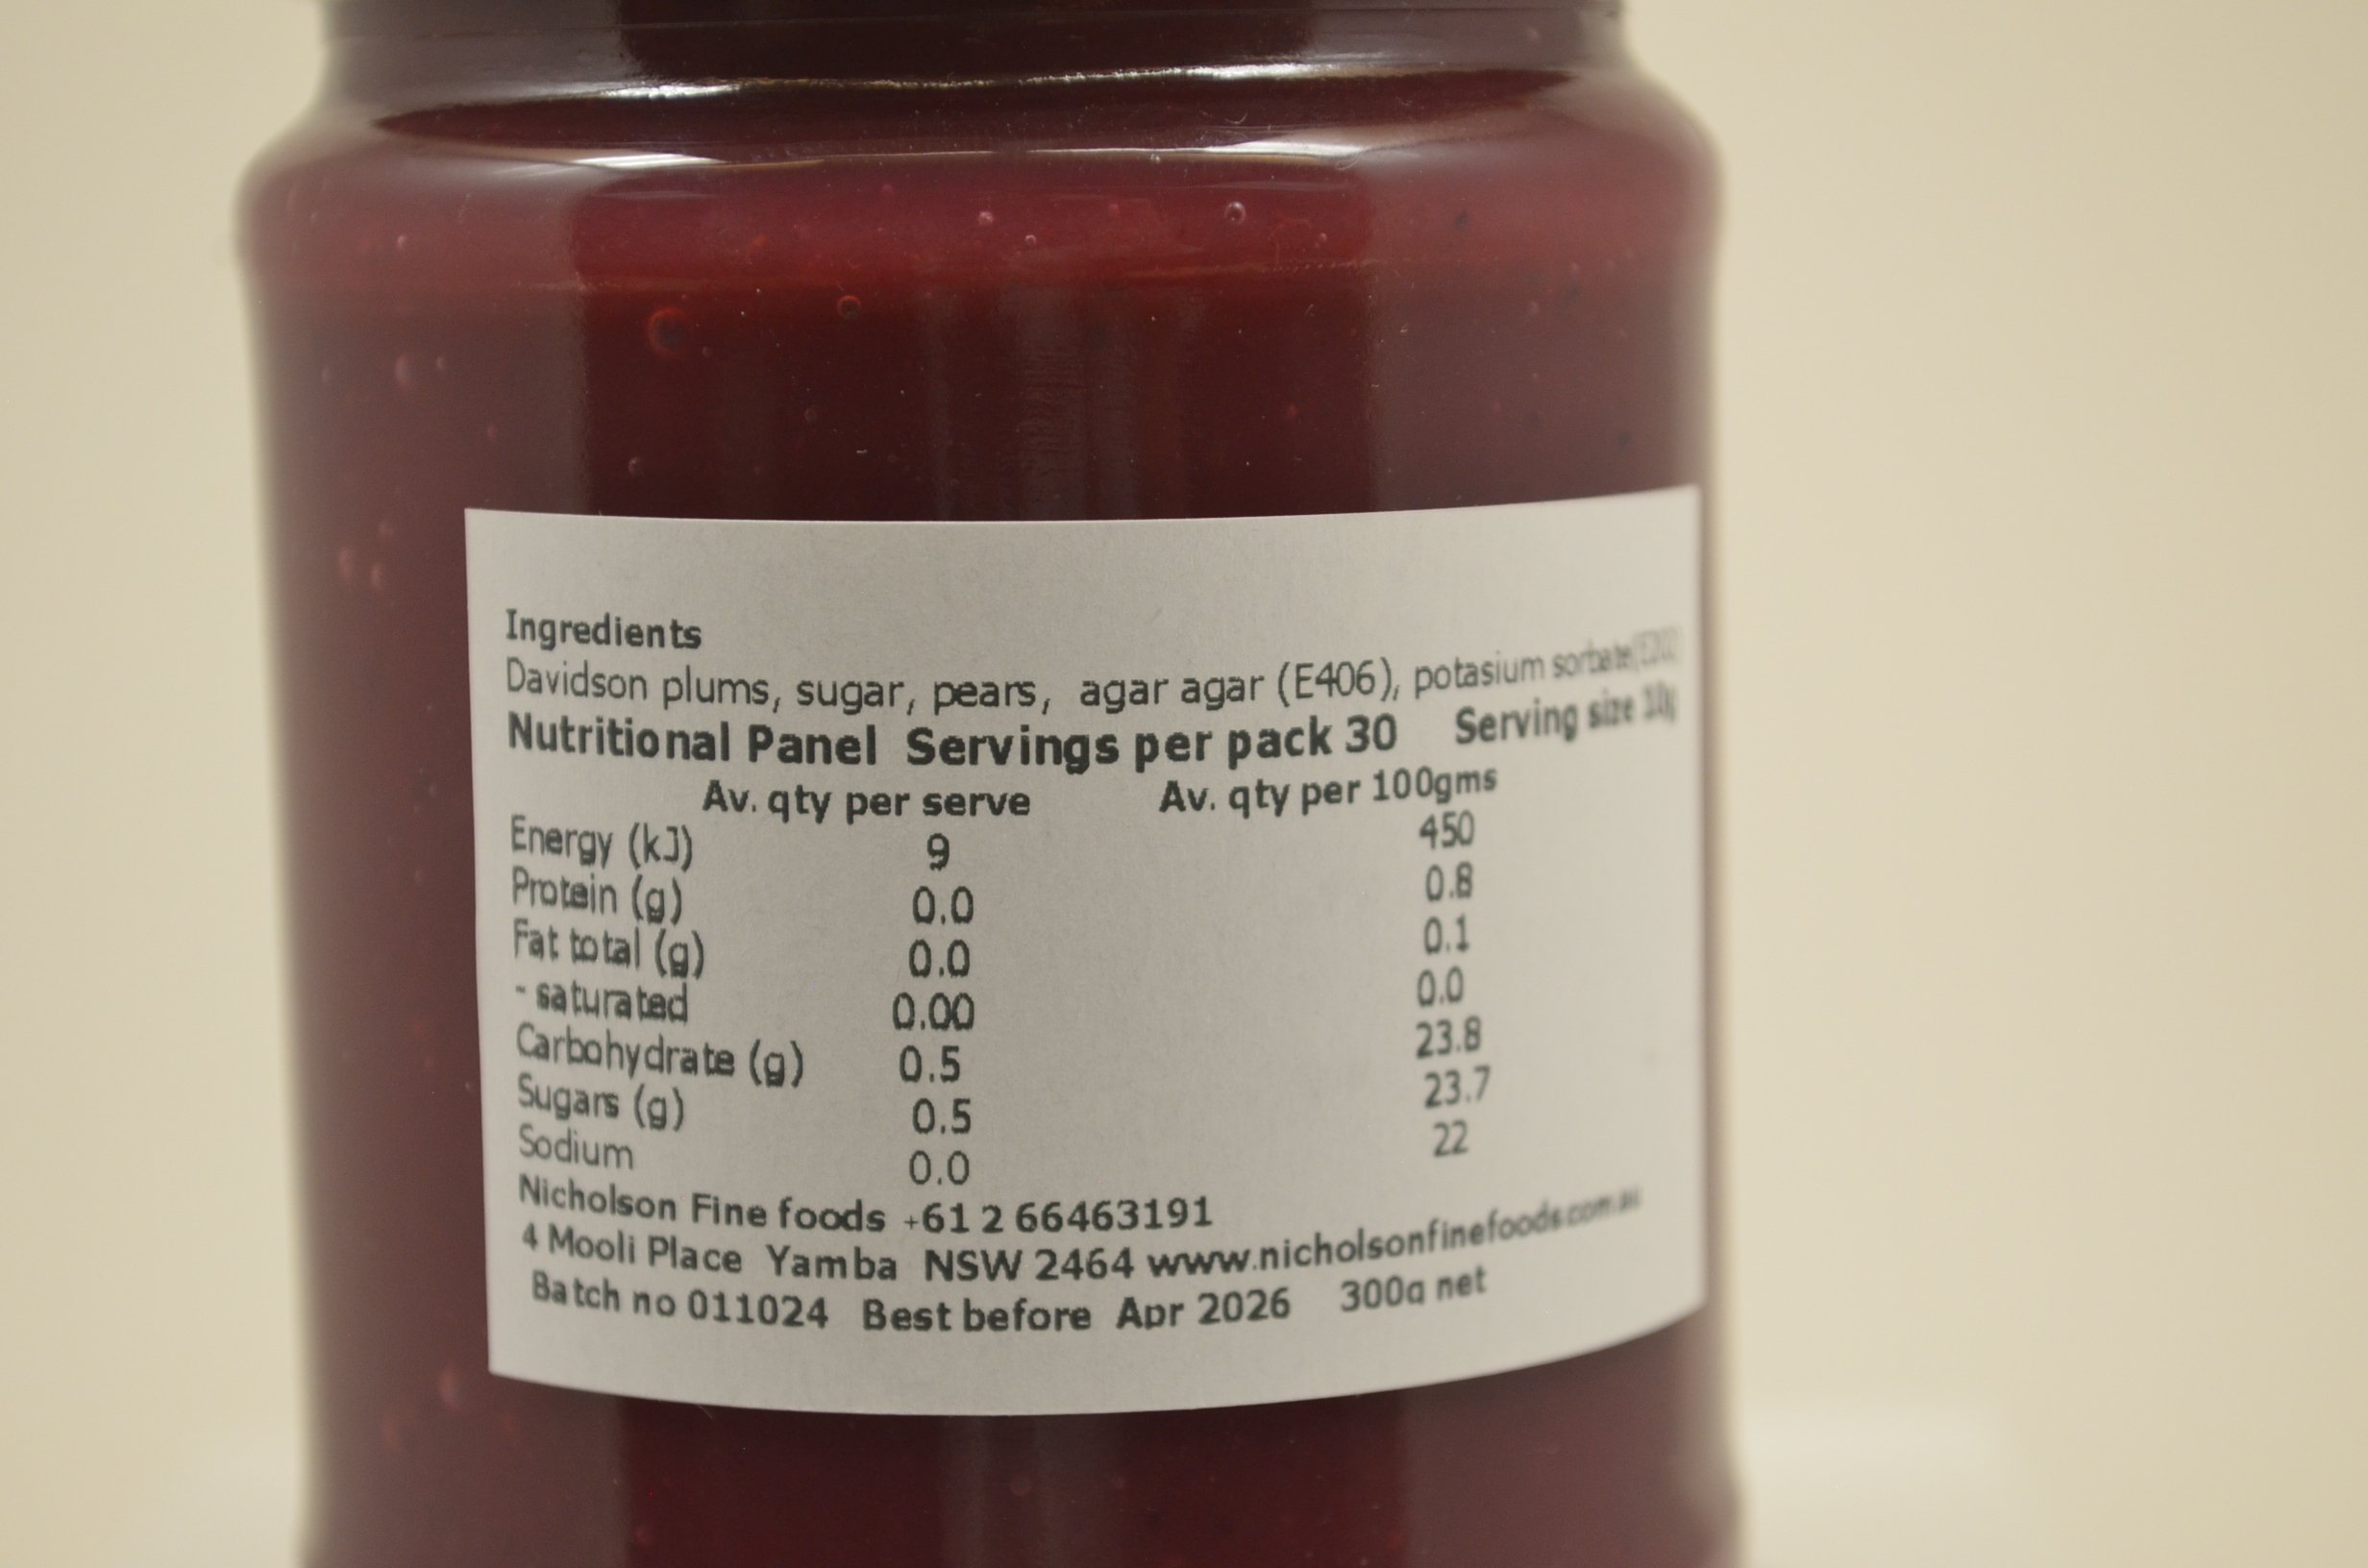 Ingredients
Davidson plums, sugar, pears, agar agar (E406), potasium sorbate(E202)
Nutritional Panel Servings per pack 30 Serving size 10g
Av. qty per serve Av. qty per 100gms
Energy (kJ) 9 450
Protein (g) 0.0 0.8
Fat total (g) 0.0 0.1
- saturated 0.00 0.0
Carbohydrate (g) 0.5 23.8
Sugars (g) 0.5 23.7
Sodium 0.0 22
Nicholson Fine foods +61 2 66463191
4 Mooli Place Yamba NSW 2464 www.nicholsonfinefoods.com.au
Batch no 011024 Best before Apr 2026 300g net